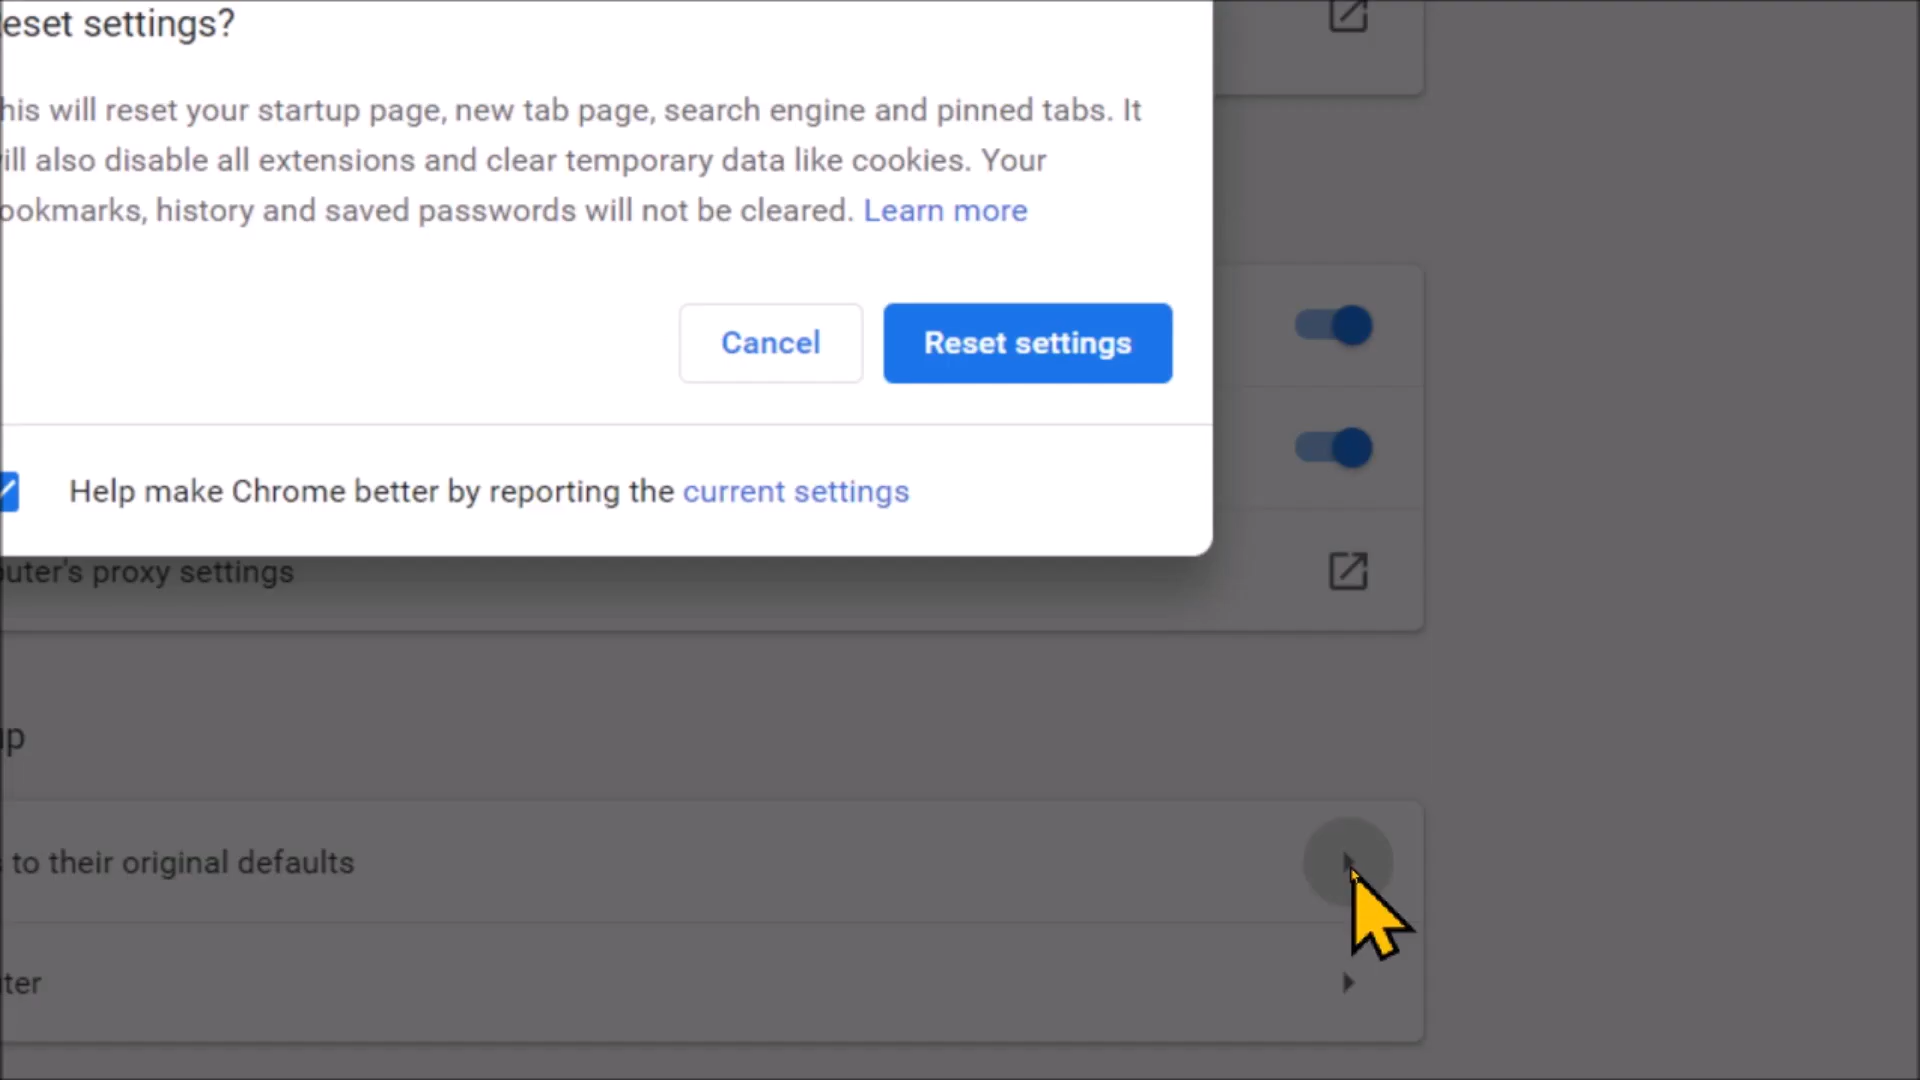 eset settings?
his will reset your startup page, new tab page, search engine and pinned tabs. It
ill also disable all extensions and clear temporary data like cookies. Your
ookmarks, history and saved passwords will not be cleared. Learn more
Cancel
Reset settings
Help make Chrome better by reporting the current settings
uter's proxy settings
up
s to their original defaults
uter